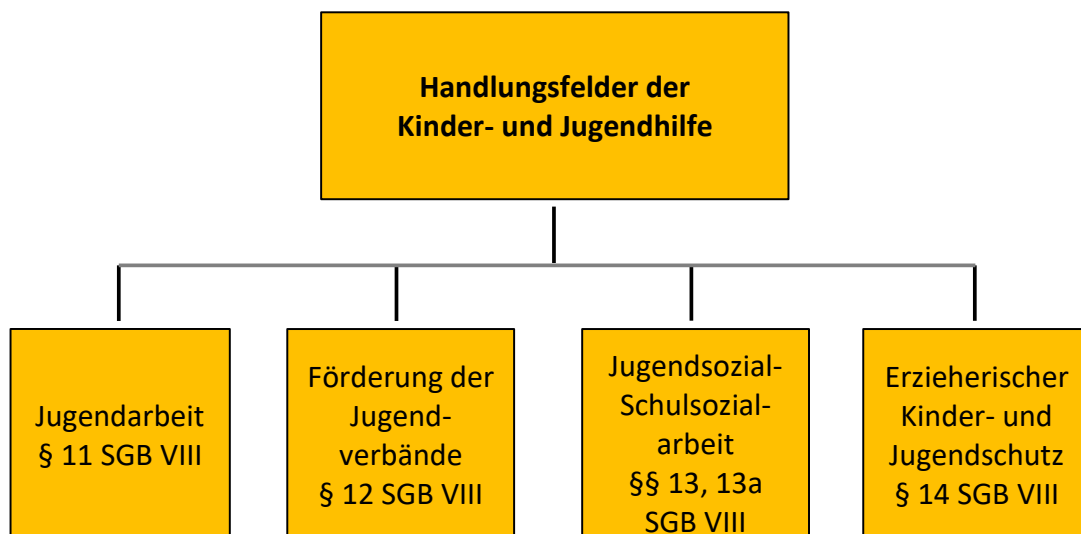 Handlungsfelder der
Kinder- und Jugendhilfe
Jugendarbeit
§ 11 SGB VIII
Förderung der
Jugend-
verbände
§ 12 SGB VIII
Jugendsozial-
Schulsozial-
arbeit
§§ 13, 13a
SGB VIII
Erzieherischer
Kinder- und
Jugendschutz
§ 14 SGB VIII